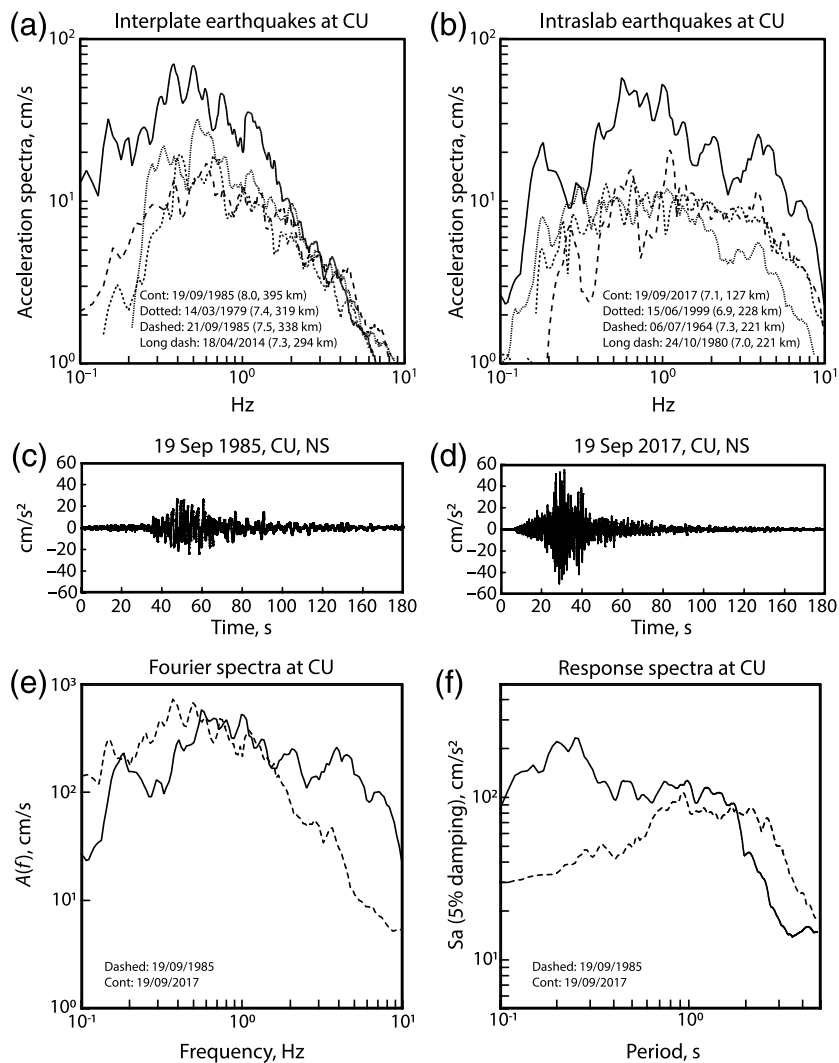 (a)
Interplate earthquakes at CU
10²
10¹
10⁰
Acceleration spectra, cm/s
Cont: 19/09/1985 (8.0, 395 km)
Dotted: 14/03/1979 (7.4, 319 km)
Dashed: 21/09/1985 (7.5, 338 km)
Long dash: 18/04/2014 (7.3, 294 km)
10⁻¹ 10⁰ 10¹
Hz
(b)
Intraslab earthquakes at CU
10²
10¹
10⁰
Acceleration spectra, cm/s
Cont: 19/09/2017 (7.1, 127 km)
Dotted: 15/06/1999 (6.9, 228 km)
Dashed: 06/07/1964 (7.3, 221 km)
Long dash: 24/10/1980 (7.0, 221 km)
10⁻¹ 10⁰ 10¹
Hz
(c)
19 Sep 1985, CU, NS
60
40
20
0
−20
−40
−60
cm/s²
0 20 40 60 80 100 120 140 160 180
Time, s
(d)
19 Sep 2017, CU, NS
60
40
20
0
−20
−40
−60
cm/s²
0 20 40 60 80 100 120 140 160 180
Time, s
(e)
Fourier spectra at CU
10³
10²
10¹
10⁰
A(f), cm/s
Dashed: 19/09/1985
Cont: 19/09/2017
10⁻¹ 10⁰ 10¹
Frequency, Hz
(f)
Response spectra at CU
10²
10¹
Sa (5% damping), cm/s²
Dashed: 19/09/1985
Cont: 19/09/2017
10⁻¹ 10⁰
Period, s